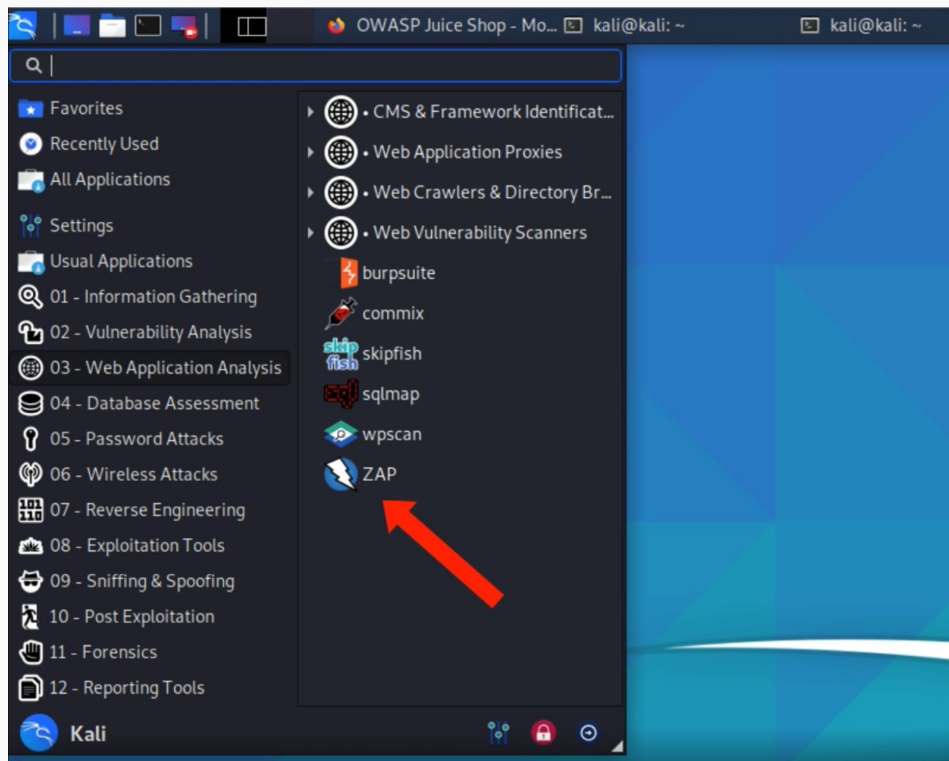 OWASP Juice Shop - Mo... kali@kali: ~ kali@kali: ~
Favorites
Recently Used
All Applications
Settings
Usual Applications
01 - Information Gathering
02 - Vulnerability Analysis
03 - Web Application Analysis
04 - Database Assessment
05 - Password Attacks
06 - Wireless Attacks
07 - Reverse Engineering
08 - Exploitation Tools
09 - Sniffing & Spoofing
10 - Post Exploitation
11 - Forensics
12 - Reporting Tools
• CMS & Framework Identificat...
• Web Application Proxies
• Web Crawlers & Directory Br...
• Web Vulnerability Scanners
burpsuite
commix
skip
fish
skipfish
sql
sqlmap
wpscan
ZAP
Kali